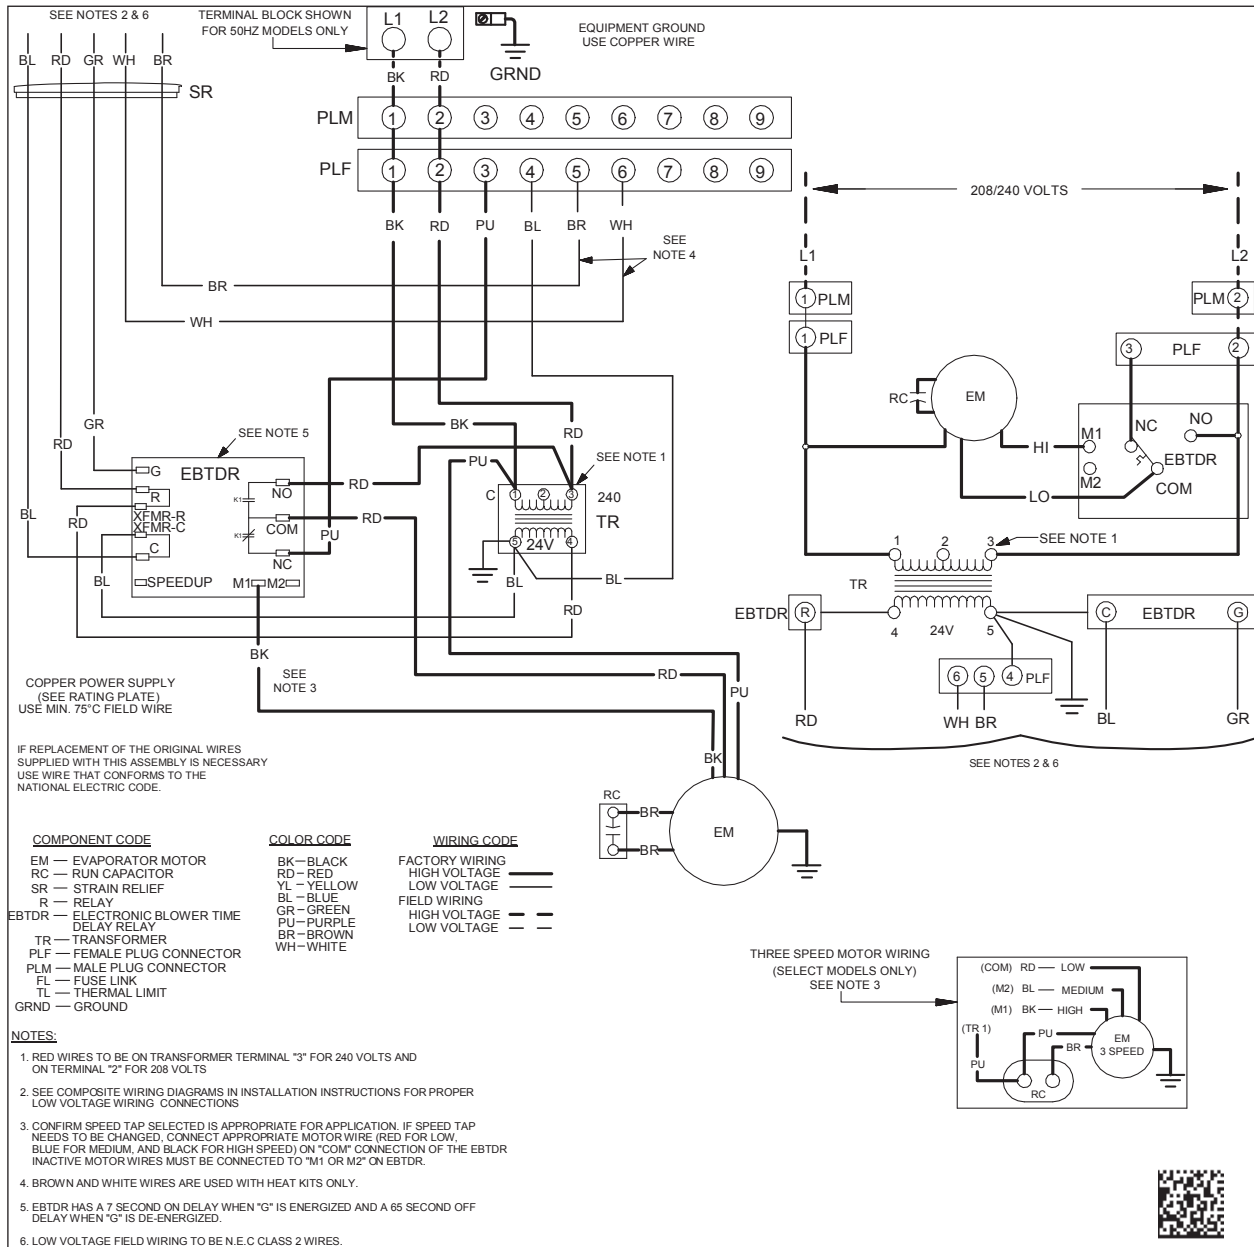 SEE NOTES 2 & 6
TERMINAL BLOCK SHOWN
FOR 50HZ MODELS ONLY
L1 L2
EQUIPMENT GROUND
USE COPPER WIRE
GRND
BL RD GR WH BR
SR
BK RD
PLM 1 2 3 4 5 6 7 8 9
PLF 1 2 3 4 5 6 7 8 9
BK RD PU BL BR WH
SEE
NOTE 4
BR
WH
GR
RD
BL
RD
BL
SEE NOTE 5
EBTDR
G
R
XFMR-R
XFMR-C
C
SPEEDUP
M1 M2
K1
K1
NO
COM
NC
RD
RD
PU
BK
PU
RD
SEE NOTE 1
C 1 2 3
240
TR
24V
5 4
BL
BL
RD
BK
SEE
NOTE 3
RD
PU
BK
COPPER POWER SUPPLY
(SEE RATING PLATE)
USE MIN. 75°C FIELD WIRE
IF REPLACEMENT OF THE ORIGINAL WIRES
SUPPLIED WITH THIS ASSEMBLY IS NECESSARY
USE WIRE THAT CONFORMS TO THE
NATIONAL ELECTRIC CODE.
RC
BR
BR
EM
208/240 VOLTS
L1
L2
1 PLM
PLM 2
1 PLF
3 PLF 2
RC
EM
HI
LO
M1
M2
NC
NO
EBTDR
COM
SEE NOTE 1
1 2 3
TR
4 24V 5
EBTDR R
C EBTDR G
6 5 4 PLF
RD
WH BR
BL
GR
SEE NOTES 2 & 6
COMPONENT CODE
EM — EVAPORATOR MOTOR
RC — RUN CAPACITOR
SR — STRAIN RELIEF
R — RELAY
EBTDR — ELECTRONIC BLOWER TIME
DELAY RELAY
TR — TRANSFORMER
PLF — FEMALE PLUG CONNECTOR
PLM — MALE PLUG CONNECTOR
FL — FUSE LINK
TL — THERMAL LIMIT
GRND — GROUND
COLOR CODE
BK — BLACK
RD — RED
YL — YELLOW
BL — BLUE
GR — GREEN
PU — PURPLE
BR — BROWN
WH — WHITE
WIRING CODE
FACTORY WIRING
HIGH VOLTAGE
LOW VOLTAGE
FIELD WIRING
HIGH VOLTAGE
LOW VOLTAGE
THREE SPEED MOTOR WIRING
(SELECT MODELS ONLY)
SEE NOTE 3
(COM) RD — LOW
(M2) BL — MEDIUM
(M1) BK — HIGH
(TR 1)
PU
PU
BR
EM
3 SPEED
RC
NOTES:
1. RED WIRES TO BE ON TRANSFORMER TERMINAL "3" FOR 240 VOLTS AND
ON TERMINAL "2" FOR 208 VOLTS
2. SEE COMPOSITE WIRING DIAGRAMS IN INSTALLATION INSTRUCTIONS FOR PROPER
LOW VOLTAGE WIRING CONNECTIONS
3. CONFIRM SPEED TAP SELECTED IS APPROPRIATE FOR APPLICATION. IF SPEED TAP
NEEDS TO BE CHANGED, CONNECT APPROPRIATE MOTOR WIRE (RED FOR LOW,
BLUE FOR MEDIUM, AND BLACK FOR HIGH SPEED) ON "COM" CONNECTION OF THE EBTDR
INACTIVE MOTOR WIRES MUST BE CONNECTED TO "M1 OR M2" ON EBTDR.
4. BROWN AND WHITE WIRES ARE USED WITH HEAT KITS ONLY.
5. EBTDR HAS A 7 SECOND ON DELAY WHEN "G" IS ENERGIZED AND A 65 SECOND OFF
DELAY WHEN "G" IS DE-ENERGIZED.
6. LOW VOLTAGE FIELD WIRING TO BE N.E.C CLASS 2 WIRES.